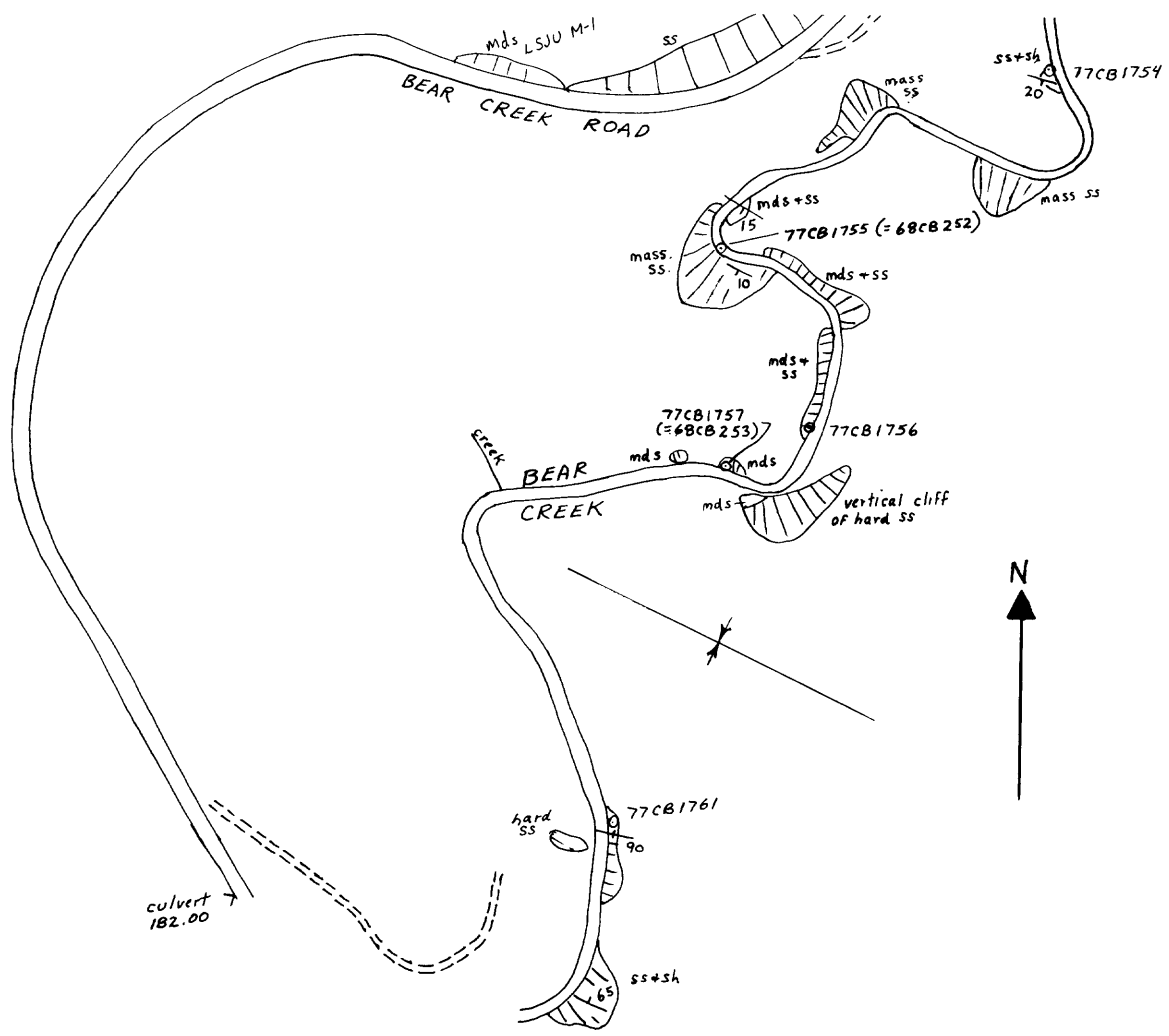 mds LSJU M-1
ss
BEAR CREEK ROAD
ss+sh
77CB1754
20
mass
ss
mass ss
mds + ss
15
77CB1755 (= 68CB252)
mass.
ss.
10
mds + ss
mds +
ss
77CB1757
(= 68CB253)
77CB1756
creek
mds
mds
BEAR
CREEK
mds
vertical cliff
of hard ss
N
77CB1761
hard
ss
90
culvert
182.00
ss+sh
65